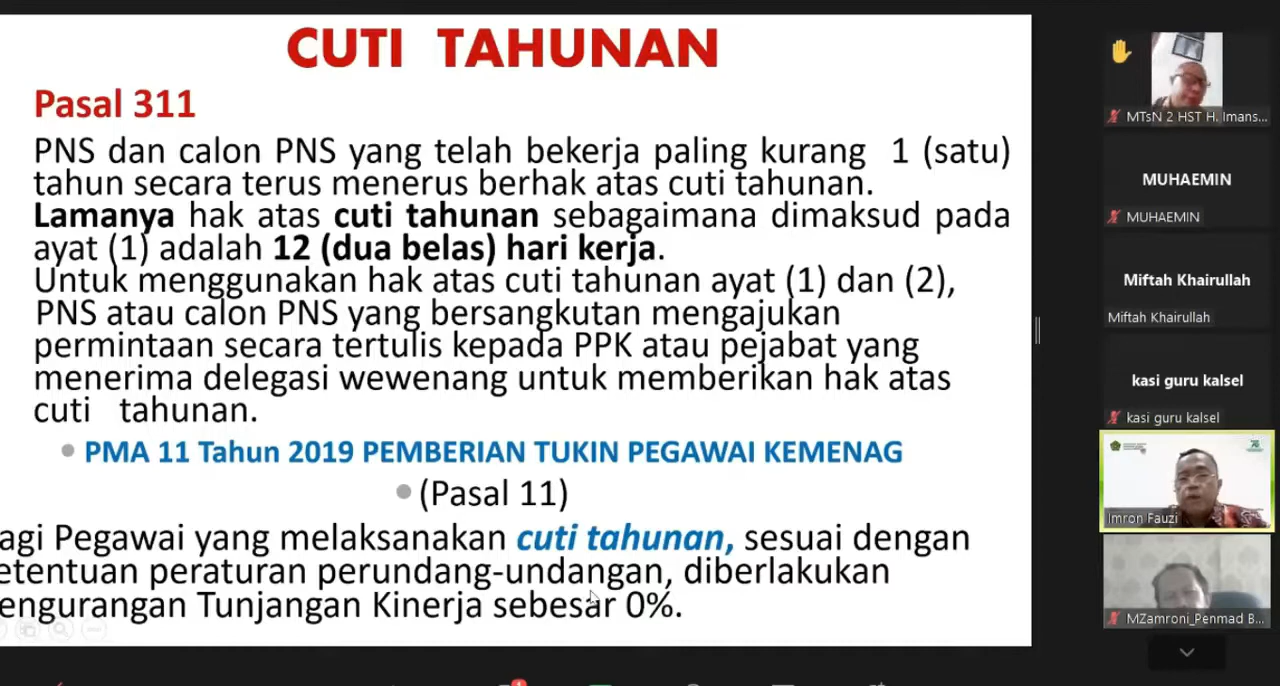 CUTI TAHUNAN
Pasal 311
PNS dan calon PNS yang telah bekerja paling kurang 1 (satu)
tahun secara terus menerus berhak atas cuti tahunan.
Lamanya hak atas cuti tahunan sebagaimana dimaksud pada
ayat (1) adalah 12 (dua belas) hari kerja.
Untuk menggunakan hak atas cuti tahunan ayat (1) dan (2),
PNS atau calon PNS yang bersangkutan mengajukan
permintaan secara tertulis kepada PPK atau pejabat yang
menerima delegasi wewenang untuk memberikan hak atas
cuti tahunan.
• PMA 11 Tahun 2019 PEMBERIAN TUKIN PEGAWAI KEMENAG
• (Pasal 11)
agi Pegawai yang melaksanakan cuti tahunan, sesuai dengan
etentuan peraturan perundang-undangan, diberlakukan
engurangan Tunjangan Kinerja sebesar 0%.
MTsN 2 HST H. Imans...
MUHAEMIN
MUHAEMIN
Miftah Khairullah
Miftah Khairullah
kasi guru kalsel
kasi guru kalsel
Imron Fauzi
MZamroni_Penmad B...